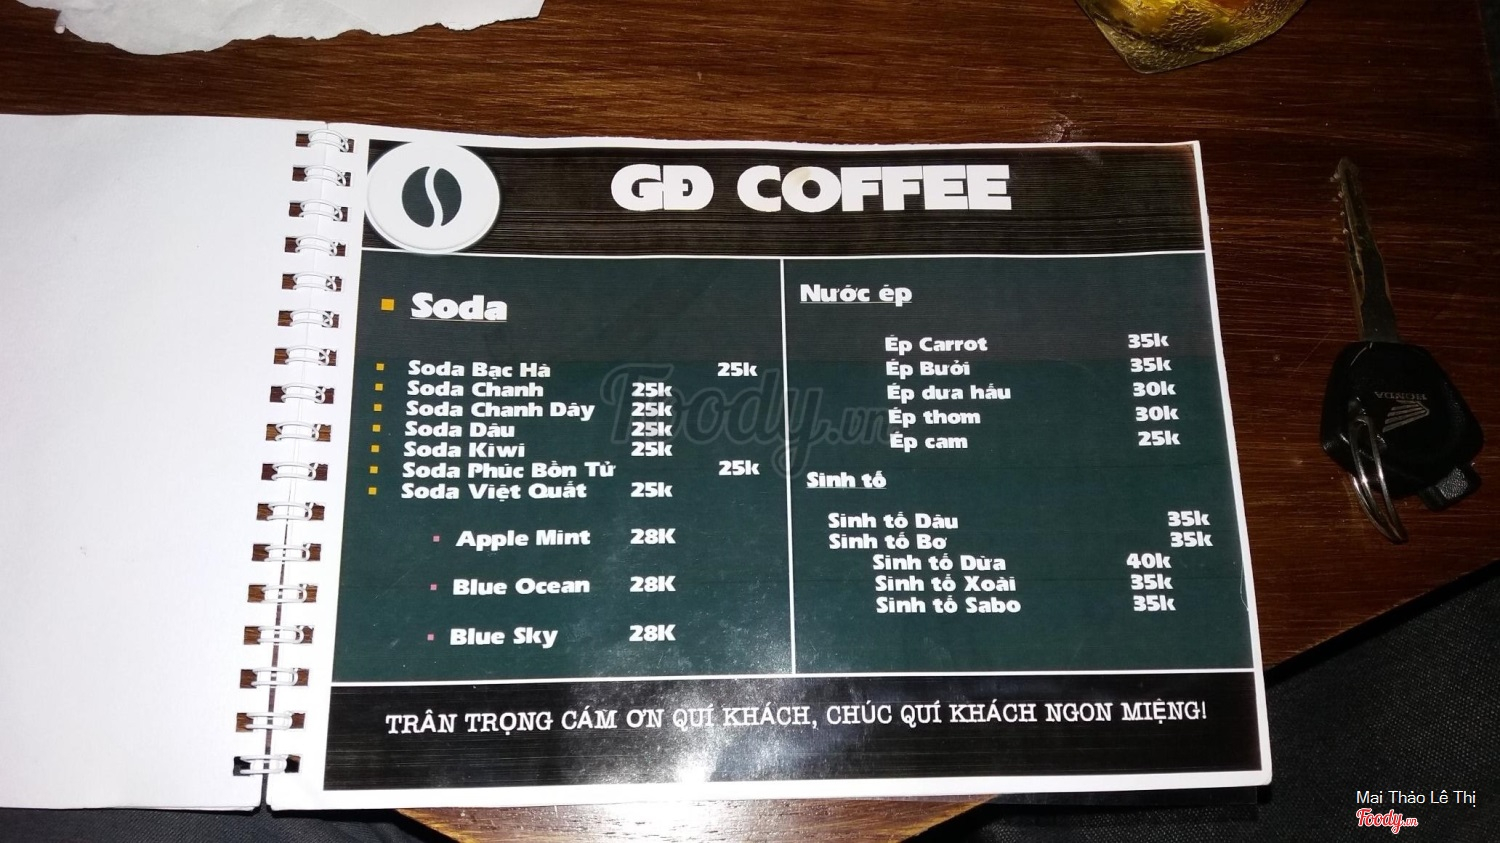 GĐ COFFEE
Soda
Soda Bạc Hà 25k
Soda Chanh 25k
Soda Chanh Dây 25k
Soda Dâu 25k
Soda Kiwi 25k
Soda Phúc Bồn Tử 25k
Soda Việt Quất 25k
Apple Mint 28K
Blue Ocean 28K
Blue Sky 28K
Nước ép
Ép Carrot 35k
Ép Bưởi 35k
Ép dưa hấu 30k
Ép thơm 30k
Ép cam 25k
Sinh tố
Sinh tố Dâu 35k
Sinh tố Bơ 35k
Sinh tố Dừa 40k
Sinh tố Xoài 35k
Sinh tố Sabo 35k
TRÂN TRỌNG CÁM ƠN QUÍ KHÁCH, CHÚC QUÍ KHÁCH NGON MIỆNG!
Foody.vn
HONDA
Mai Thảo Lê Thị
Foody.vn